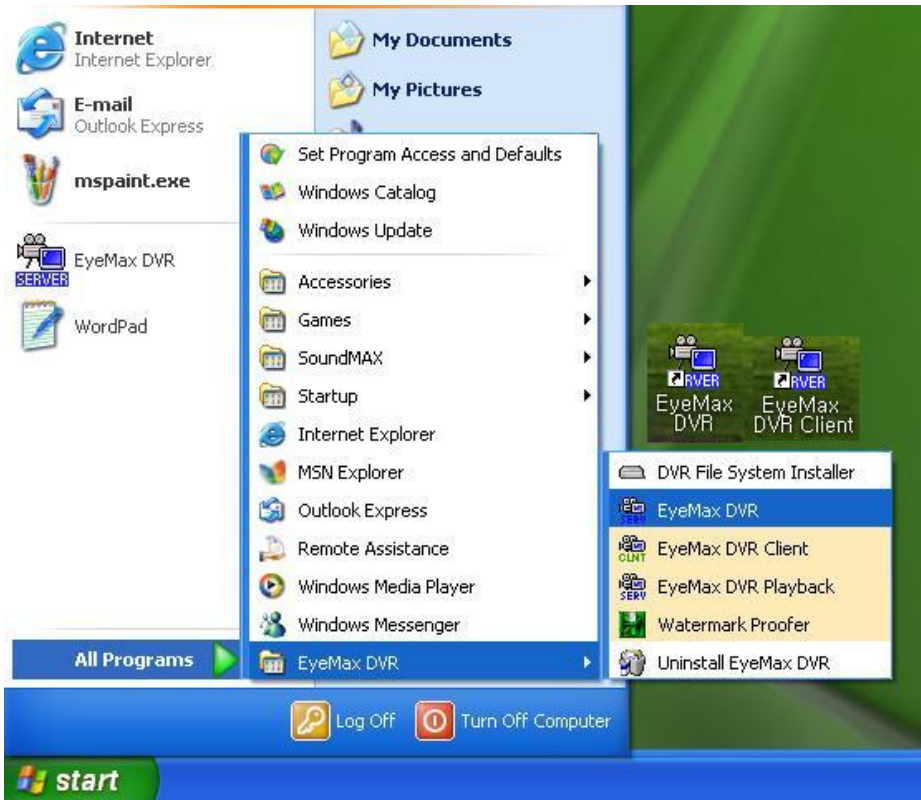 Internet
Internet Explorer
E-mail
Outlook Express
mspaint.exe
SERVER
EyeMax DVR
WordPad
All Programs
My Documents
My Pictures
Set Program Access and Defaults
Windows Catalog
Windows Update
Accessories
Games
SoundMAX
Startup
Internet Explorer
MSN Explorer
Outlook Express
Remote Assistance
Windows Media Player
Windows Messenger
EyeMax DVR
RVER
EyeMax
DVR
RVER
EyeMax
DVR Client
DVR File System Installer
SERV
EyeMax DVR
CLNT
EyeMax DVR Client
SERV
EyeMax DVR Playback
Watermark Proofer
Uninstall EyeMax DVR
Log Off
Turn Off Computer
start